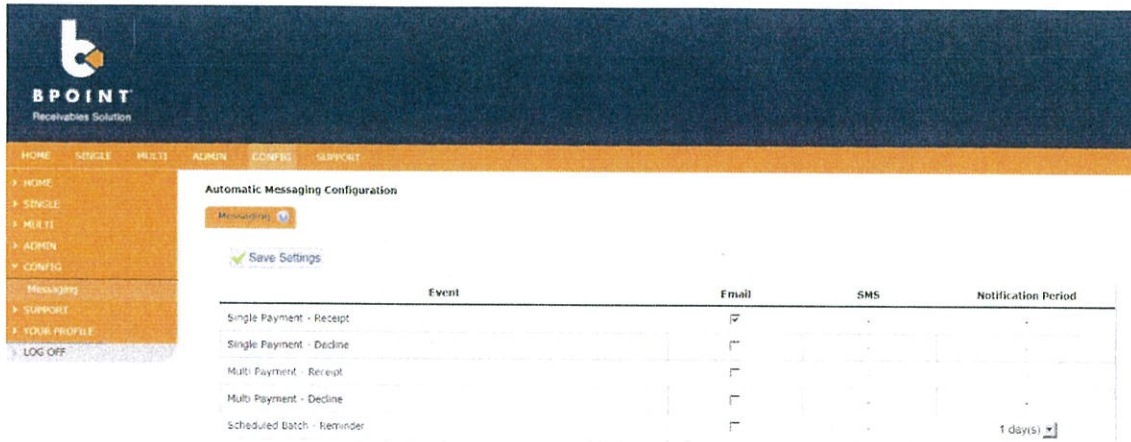 BPOINT
Receivables Solution
HOME SINGLE MULTI ADMIN CONFIG SUPPORT
HOME
SINGLE
MULTI
ADMIN
CONFIG
Messaging
SUPPORT
YOUR PROFILE
LOG OFF
Automatic Messaging Configuration
Messaging
Save Settings
Event Email SMS Notification Period
Single Payment - Receipt - -
Single Payment - Decline - -
Multi Payment - Receipt - -
Multi Payment - Decline - -
Scheduled Batch - Reminder - 1 day(s)